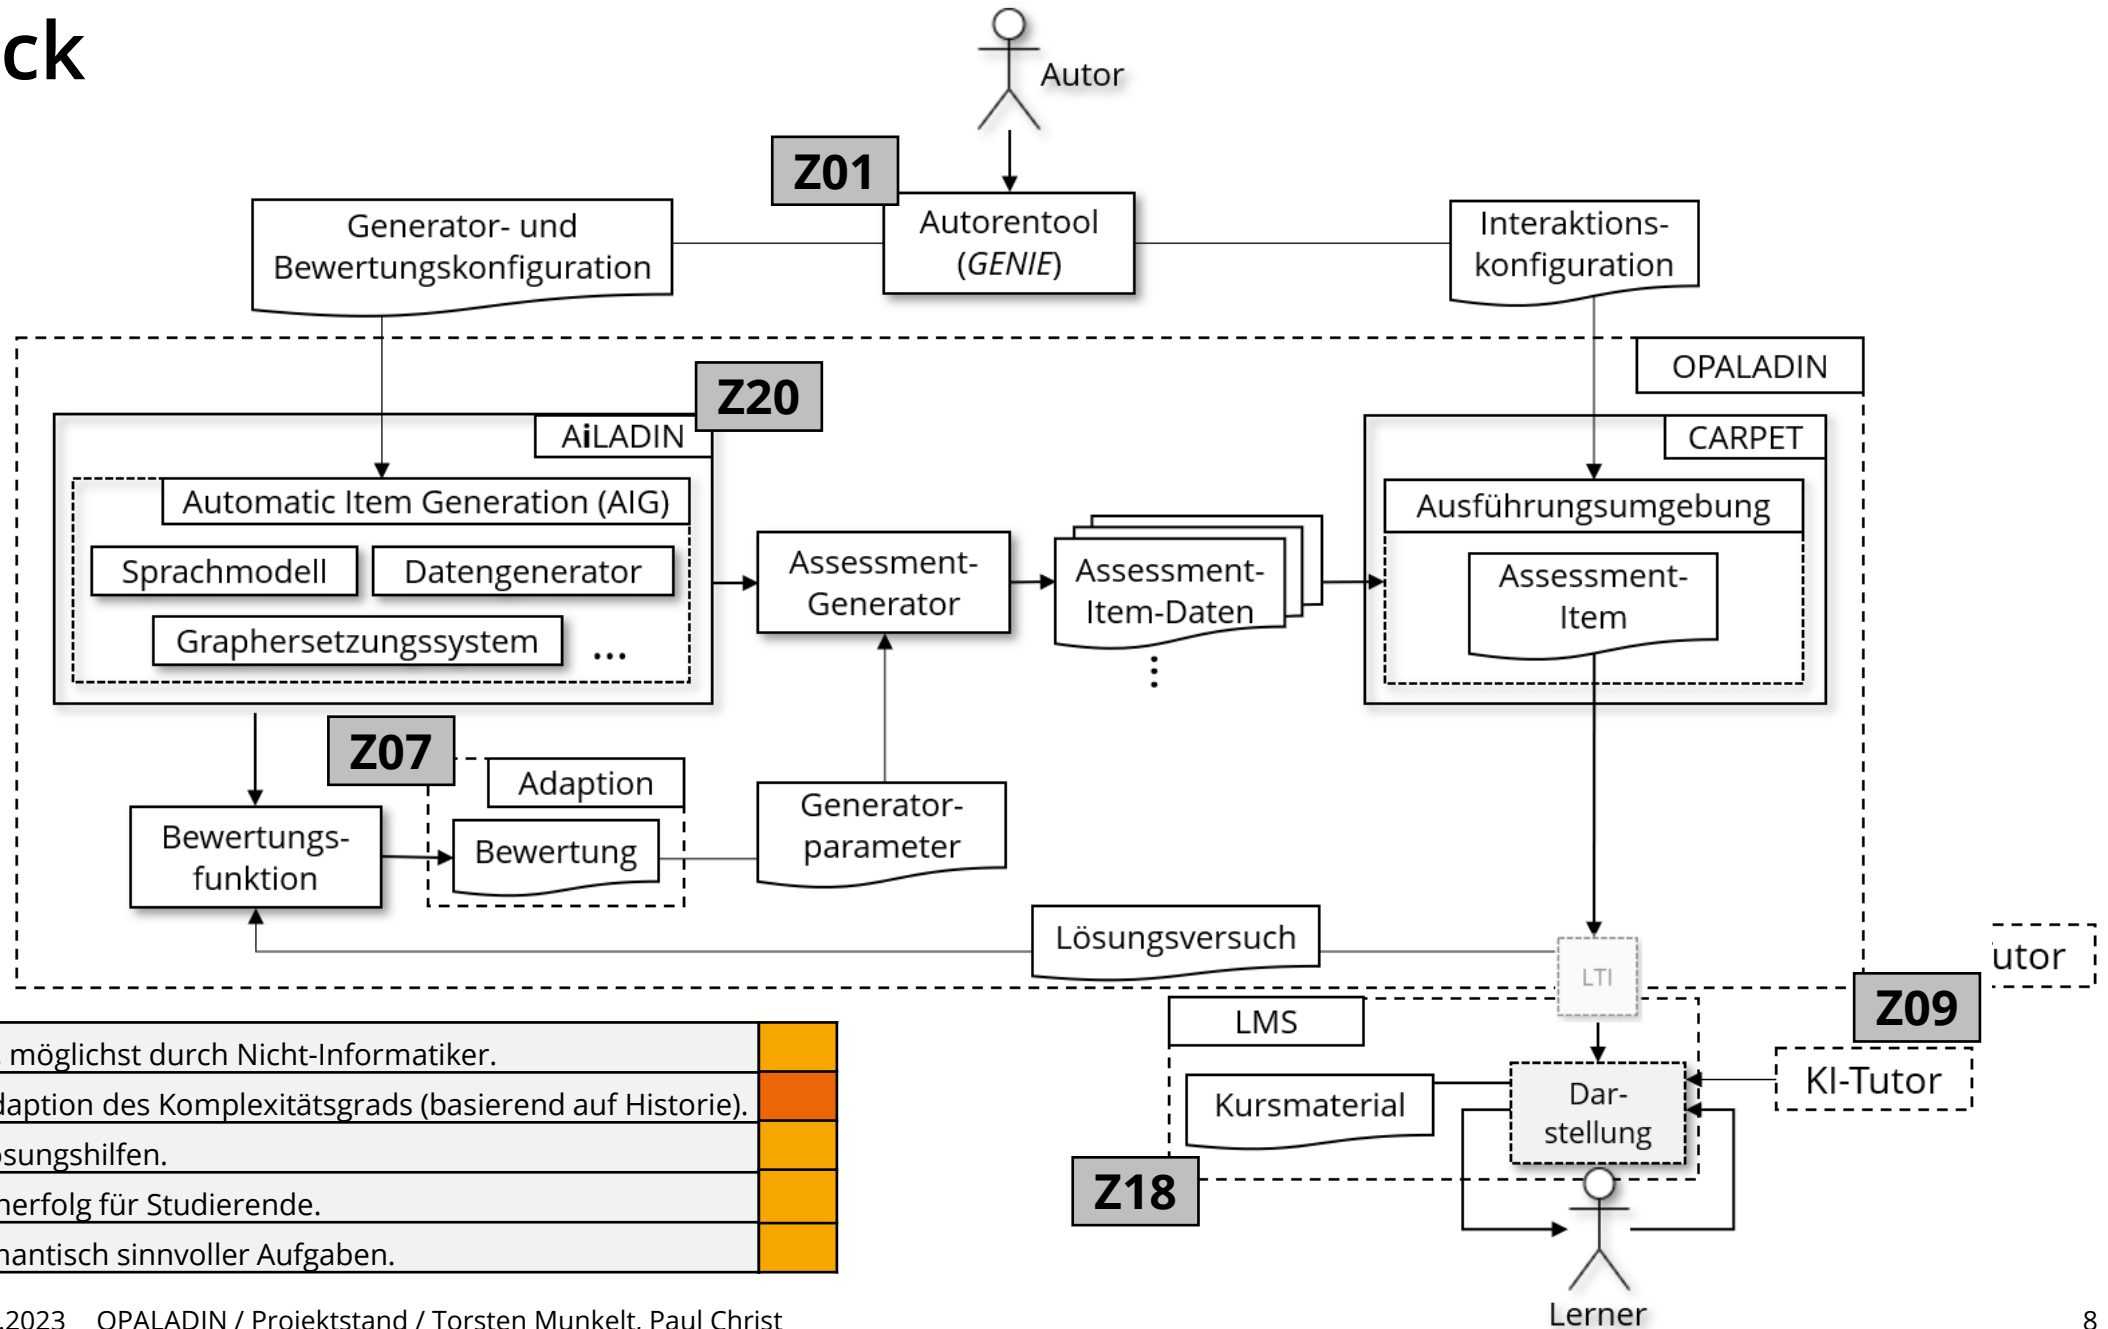 ck
Autor
Z01
Autorentool
(GENIE)
Generator- und
Bewertungskonfiguration
Interaktions-
konfiguration
OPALADIN
Z20
AiLADIN
CARPET
Automatic Item Generation (AIG)
Sprachmodell
Datengenerator
Graphersetzungssystem
...
Assessment-
Generator
Assessment-
Item-Daten
Ausführungsumgebung
Assessment-
Item
Z07
Adaption
Bewertungs-
funktion
Bewertung
Generator-
parameter
Lösungsversuch
LTI
utor
Z09
LMS
Kursmaterial
Dar-
stellung
KI-Tutor
Z18
Lerner
möglichst durch Nicht-Informatiker.
daption des Komplexitätsgrads (basierend auf Historie).
ösungshilfen.
nerfolg für Studierende.
mantisch sinnvoller Aufgaben.
.2023 OPALADIN / Projektstand / Torsten Munkelt, Paul Christ
8